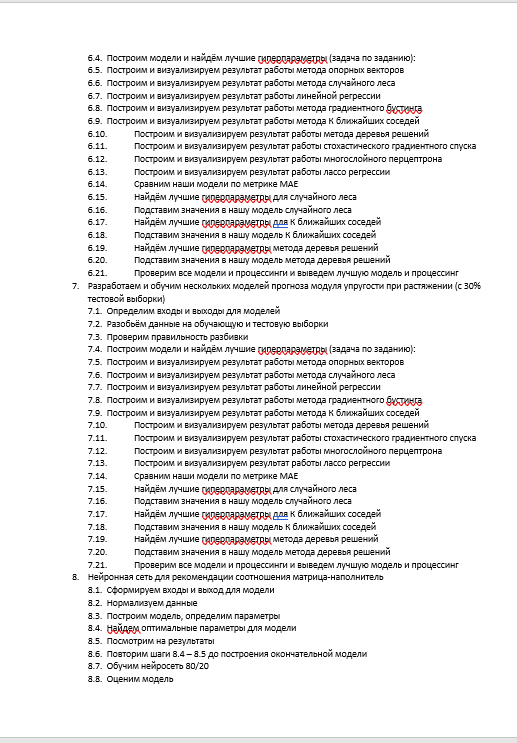 6.4. Построим модели и найдём лучшие гиперпараметры (задача по заданию):
6.5. Построим и визуализируем результат работы метода опорных векторов
6.6. Построим и визуализируем результат работы метода случайного леса
6.7. Построим и визуализируем результат работы линейной регрессии
6.8. Построим и визуализируем результат работы метода градиентного бустинга
6.9. Построим и визуализируем результат работы метода К ближайших соседей
6.10. Построим и визуализируем результат работы метода деревья решений
6.11. Построим и визуализируем результат работы стохастического градиентного спуска
6.12. Построим и визуализируем результат работы многослойного перцептрона
6.13. Построим и визуализируем результат работы лассо регрессии
6.14. Сравним наши модели по метрике МАЕ
6.15. Найдём лучшие гиперпараметры для случайного леса
6.16. Подставим значения в нашу модель случайного леса
6.17. Найдём лучшие гиперпараметры для К ближайших соседей
6.18. Подставим значения в нашу модель К ближайших соседей
6.19. Найдём лучшие гиперпараметры метода деревья решений
6.20. Подставим значения в нашу модель метода деревья решений
6.21. Проверим все модели и процессинги и выведем лучшую модель и процессинг
7. Разработаем и обучим нескольких моделей прогноза модуля упругости при растяжении (с 30%
тестовой выборки)
7.1. Определим входы и выходы для моделей
7.2. Разобьём данные на обучающую и тестовую выборки
7.3. Проверим правильность разбивки
7.4. Построим модели и найдём лучшие гиперпараметры (задача по заданию):
7.5. Построим и визуализируем результат работы метода опорных векторов
7.6. Построим и визуализируем результат работы метода случайного леса
7.7. Построим и визуализируем результат работы линейной регрессии
7.8. Построим и визуализируем результат работы метода градиентного бустинга
7.9. Построим и визуализируем результат работы метода К ближайших соседей
7.10. Построим и визуализируем результат работы метода деревья решений
7.11. Построим и визуализируем результат работы стохастического градиентного спуска
7.12. Построим и визуализируем результат работы многослойного перцептрона
7.13. Построим и визуализируем результат работы лассо регрессии
7.14. Сравним наши модели по метрике МАЕ
7.15. Найдём лучшие гиперпараметры для случайного леса
7.16. Подставим значения в нашу модель случайного леса
7.17. Найдём лучшие гиперпараметры для К ближайших соседей
7.18. Подставим значения в нашу модель К ближайших соседей
7.19. Найдём лучшие гиперпараметры метода деревья решений
7.20. Подставим значения в нашу модель метода деревья решений
7.21. Проверим все модели и процессинги и выведем лучшую модель и процессинг
8. Нейронная сеть для рекомендации соотношения матрица-наполнитель
8.1. Сформируем входы и выход для модели
8.2. Нормализуем данные
8.3. Построим модель, определим параметры
8.4. Найдем оптимальные параметры для модели
8.5. Посмотрим на результаты
8.6. Повторим шаги 8.4 – 8.5 до построения окончательной модели
8.7. Обучим нейросеть 80/20
8.8. Оценим модель